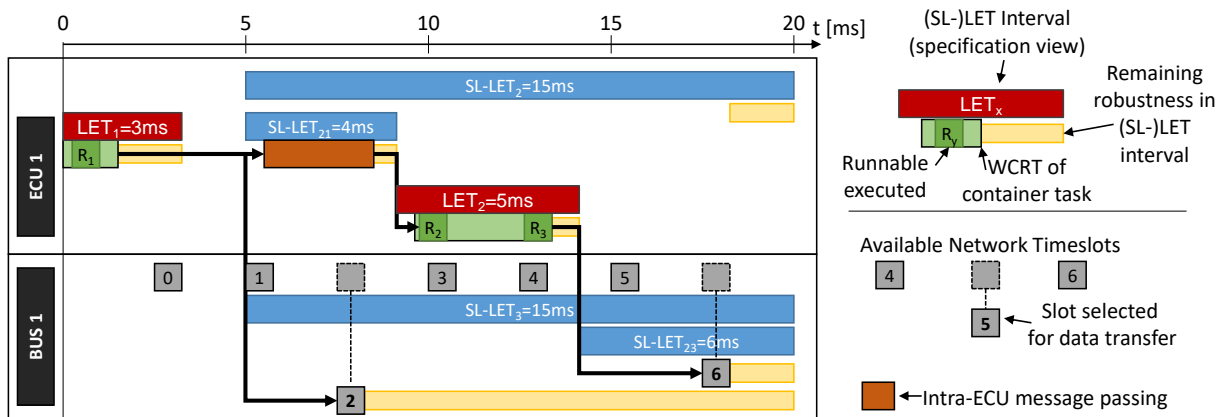 0 5 10 15 20 t [ms]
ECU 1
SL-LET2=15ms
LET1=3ms
SL-LET21=4ms
R1
LET2=5ms
R2 R3
BUS 1
0 1 3 4 5
SL-LET3=15ms
SL-LET23=6ms
6
2
(SL-)LET Interval
(specification view)
Remaining
robustness in
(SL-)LET
interval
LETx
Ry
Runnable
executed
WCRT of
container task
Available Network Timeslots
4 6
5
Slot selected
for data transfer
Intra-ECU message passing